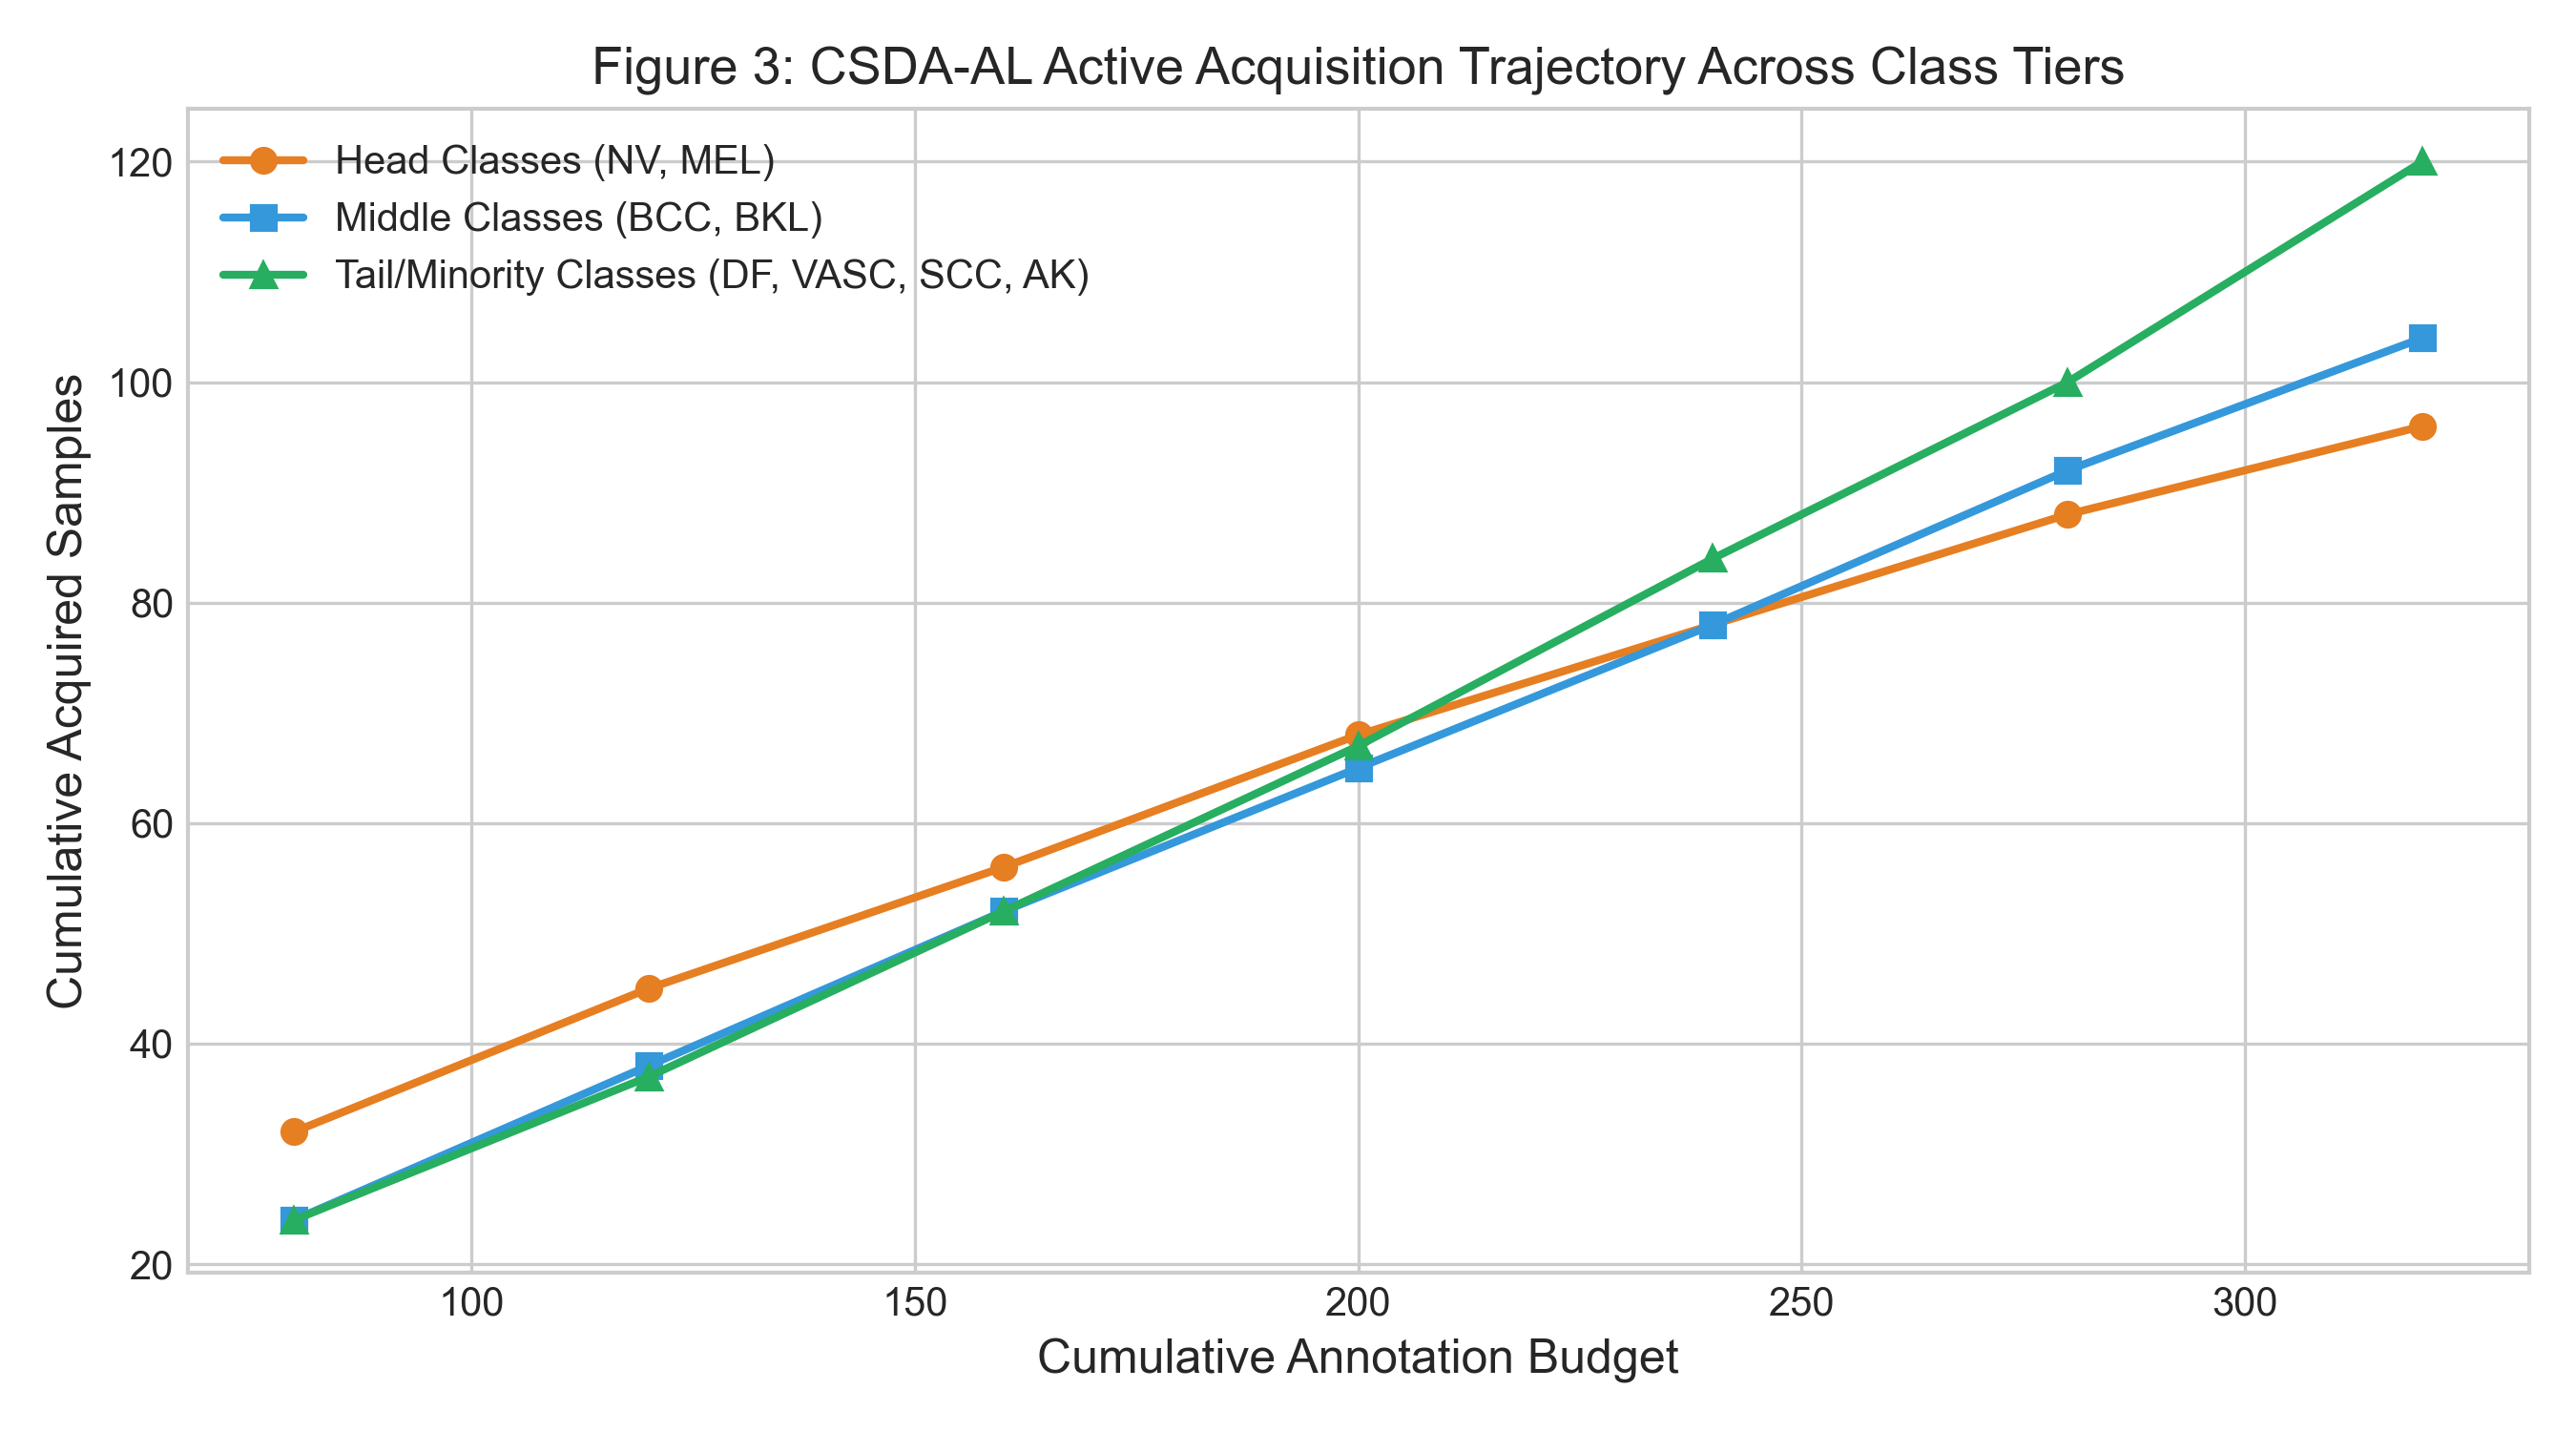 Figure 3: CSDA-AL Active Acquisition Trajectory Across Class Tiers
Head Classes (NV, MEL)
Middle Classes (BCC, BKL)
Tail/Minority Classes (DF, VASC, SCC, AK)
120
100
80
60
40
20
Cumulative Acquired Samples
100 150 200 250 300
Cumulative Annotation Budget